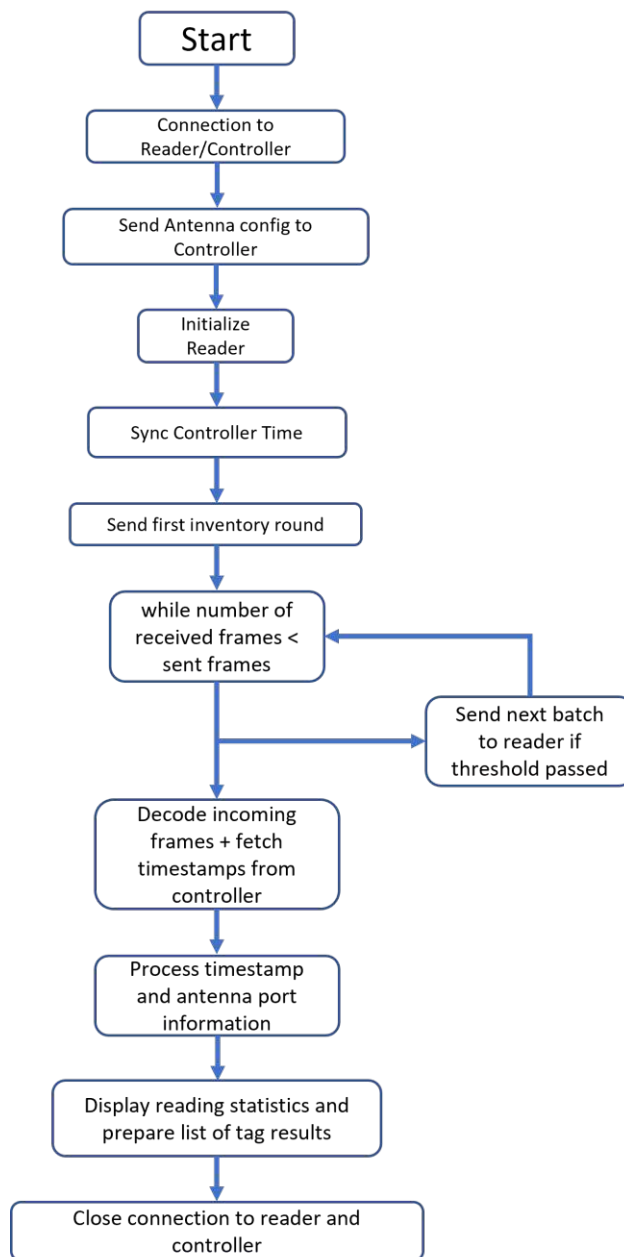 Start
Connection to
Reader/Controller
Send Antenna config to
Controller
Initialize
Reader
Sync Controller Time
Send first inventory round
while number of
received frames <
sent frames
Send next batch
to reader if
threshold passed
Decode incoming
frames + fetch
timestamps from
controller
Process timestamp
and antenna port
information
Display reading statistics and
prepare list of tag results
Close connection to reader and
controller